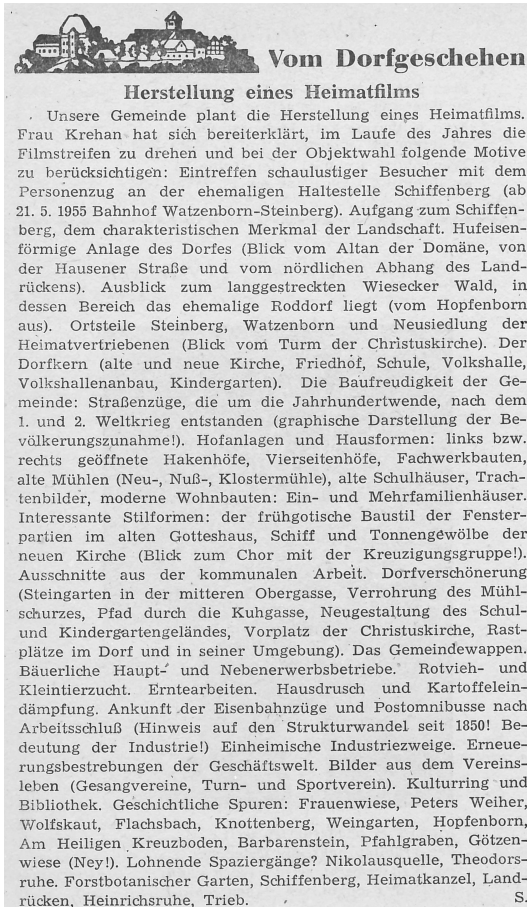 Vom Dorfgeschehen
Herstellung eines Heimatfilms
Unsere Gemeinde plant die Herstellung eines Heimatfilms.
Frau Krehan hat sich bereiterklärt, im Laufe des Jahres die
Filmstreifen zu drehen und bei der Objektwahl folgende Motive
zu berücksichtigen: Eintreffen schaulustiger Besucher mit dem
Personenzug an der ehemaligen Haltestelle Schiffenberg (ab
21. 5. 1955 Bahnhof Watzenborn-Steinberg). Aufgang zum Schiffen-
berg, dem charakteristischen Merkmal der Landschaft. Hufeisen-
förmige Anlage des Dorfes (Blick vom Altan der Domäne, von
der Hausener Straße und vom nördlichen Abhang des Land-
rückens). Ausblick zum langgestreckten Wiesecker Wald, in
dessen Bereich das ehemalige Roddorf liegt (vom Hopfenborn
aus). Ortsteile Steinberg, Watzenborn und Neusiedlung der
Heimatvertriebenen (Blick vom Turm der Christuskirche). Der
Dorfkern (alte und neue Kirche, Friedhof, Schule, Volkshalle,
Volkshallenanbau, Kindergarten). Die Baufreudigkeit der Ge-
meinde: Straßenzüge, die um die Jahrhundertwende, nach dem
1. und 2. Weltkrieg entstanden (graphische Darstellung der Be-
völkerungszunahme!). Hofanlagen und Hausformen: links bzw.
rechts geöffnete Hakenhöfe, Vierseitenhöfe, Fachwerkbauten,
alte Mühlen (Neu-, Nuß-, Klostermühle), alte Schulhäuser, Trach-
tenbilder, moderne Wohnbauten: Ein- und Mehrfamilienhäuser.
Interessante Stilformen: der frühgotische Baustil der Fenster-
partien im alten Gotteshaus, Schiff und Tonnengewölbe der
neuen Kirche (Blick zum Chor mit der Kreuzigungsgruppe!).
Ausschnitte aus der kommunalen Arbeit. Dorfverschönerung
(Steingarten in der mitteren Obergasse, Verrohrung des Mühl-
schurzes, Pfad durch die Kuhgasse, Neugestaltung des Schul-
und Kindergartengeländes, Vorplatz der Christuskirche, Rast-
plätze im Dorf und in seiner Umgebung). Das Gemeindewappen.
Bäuerliche Haupt- und Nebenerwerbsbetriebe. Rotvieh- und
Kleintierzucht. Erntearbeiten. Hausdrusch und Kartoffelein-
dämpfung. Ankunft der Eisenbahnzüge und Postomnibusse nach
Arbeitsschluß (Hinweis auf den Strukturwandel seit 1850! Be-
deutung der Industrie!) Einheimische Industriezweige. Erneue-
rungsbestrebungen der Geschäftswelt. Bilder aus dem Vereins-
leben (Gesangvereine, Turn- und Sportverein). Kulturring und
Bibliothek. Geschichtliche Spuren: Frauenwiese, Peters Weiher,
Wolfskaut, Flachsbach, Knottenberg, Weingarten, Hopfenborn,
Am Heiligen Kreuzboden, Barbarenstein, Pfahlgraben, Götzen-
wiese (Ney!). Lohnende Spaziergänge? Nikolausquelle, Theodors-
ruhe. Forstbotanischer Garten, Schiffenberg, Heimatkanzel, Land-
rücken, Heinrichsruhe, Trieb. S.